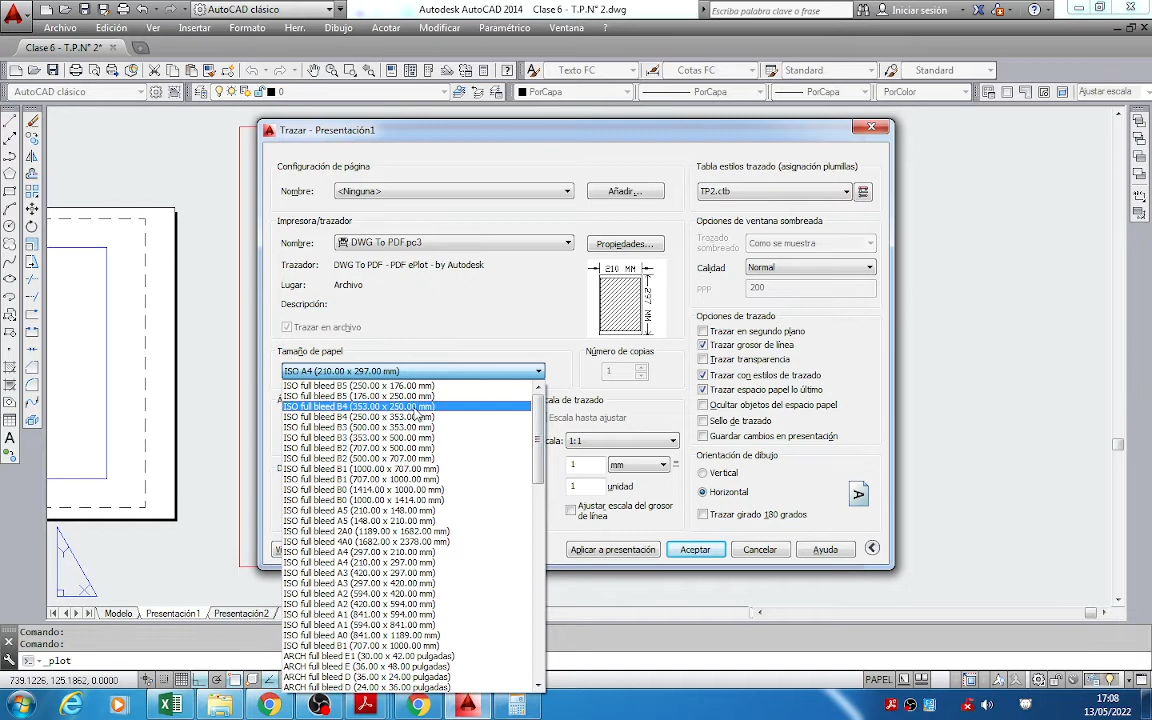 AutoCAD clásico
Autodesk AutoCAD 2014 Clase 6 - T.P.N° 2.dwg
Escriba palabra clave o frase
Iniciar sesión
Archivo Edición Ver Insertar Formato Herr. Dibujo Acotar Modificar Paramétrico Ventana ?
Clase 6 - T.P.N° 2*
Texto FC Cotas FC Standard Standard
AutoCAD clásico 0 PorCapa PorCapa PorCapa PorColor Ajustar escala
Trazar - Presentación1
Configuración de página
Nombre: <Ninguna> Añadir...
Impresora/trazador
Nombre: DWG To PDF.pc3 Propiedades...
Trazador: DWG To PDF - PDF ePlot - by Autodesk
Lugar: Archivo
Descripción:
Trazar en archivo
210 MM
297 MM
Tamaño de papel
ISO A4 (210.00 x 297.00 mm)
Número de copias
1
ISO full bleed B5 (250.00 x 176.00 mm)
ISO full bleed B5 (176.00 x 250.00 mm)
ISO full bleed B4 (353.00 x 250.00 mm)
ISO full bleed B4 (250.00 x 353.00 mm)
ISO full bleed B3 (500.00 x 353.00 mm)
ISO full bleed B3 (353.00 x 500.00 mm)
ISO full bleed B2 (707.00 x 500.00 mm)
ISO full bleed B2 (500.00 x 707.00 mm)
ISO full bleed B1 (1000.00 x 707.00 mm)
ISO full bleed B1 (707.00 x 1000.00 mm)
ISO full bleed B0 (1414.00 x 1000.00 mm)
ISO full bleed B0 (1000.00 x 1414.00 mm)
ISO full bleed A5 (210.00 x 148.00 mm)
ISO full bleed A5 (148.00 x 210.00 mm)
ISO full bleed 2A0 (1189.00 x 1682.00 mm)
ISO full bleed 4A0 (1682.00 x 2378.00 mm)
ISO full bleed A4 (297.00 x 210.00 mm)
ISO full bleed A4 (210.00 x 297.00 mm)
ISO full bleed A3 (420.00 x 297.00 mm)
ISO full bleed A3 (297.00 x 420.00 mm)
ISO full bleed A2 (594.00 x 420.00 mm)
ISO full bleed A2 (420.00 x 594.00 mm)
ISO full bleed A1 (841.00 x 594.00 mm)
ISO full bleed A1 (594.00 x 841.00 mm)
ISO full bleed A0 (841.00 x 1189.00 mm)
ISO full bleed B1 (707.00 x 1000.00 mm)
ARCH full bleed E1 (30.00 x 42.00 pulgadas)
ARCH full bleed E (36.00 x 48.00 pulgadas)
ARCH full bleed D (36.00 x 24.00 pulgadas)
ARCH full bleed D (24.00 x 36.00 pulgadas)
Escala hasta ajustar
1:1
1 mm =
1 unidad
Ajustar escala del grosor
de línea
Tabla estilos trazado (asignación plumillas)
TP2.ctb
Opciones de ventana sombreada
Trazado
sombreado
Como se muestra
Calidad Normal
PPP 200
Opciones de trazado
Trazar en segundo plano
Trazar grosor de línea
Trazar transparencia
Trazar con estilos de trazado
Trazar espacio papel lo último
Ocultar objetos del espacio papel
Sello de trazado
Guardar cambios en presentación
Orientación de dibujo
Vertical
Horizontal
A
Trazar girado 180 grados
Aplicar a presentación Aceptar Cancelar Ayuda
Y
X
Modelo Presentación1 Presentación2
Comando:
Comando:
_plot
739.1226, 125.1862, 0.0000
PAPEL
17:08
13/05/2022